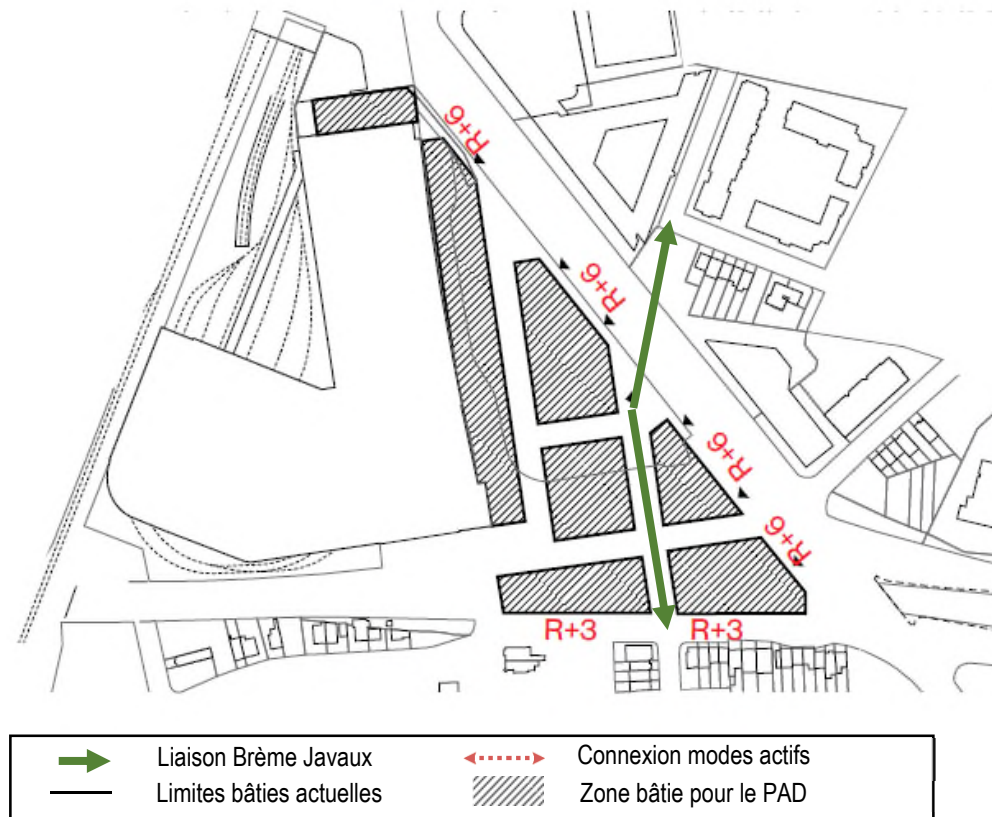 R+6
R+6
R+6
R+6
R+3 R+3
Liaison Brème Javaux Connexion modes actifs
Limites bâties actuelles Zone bâtie pour le PAD